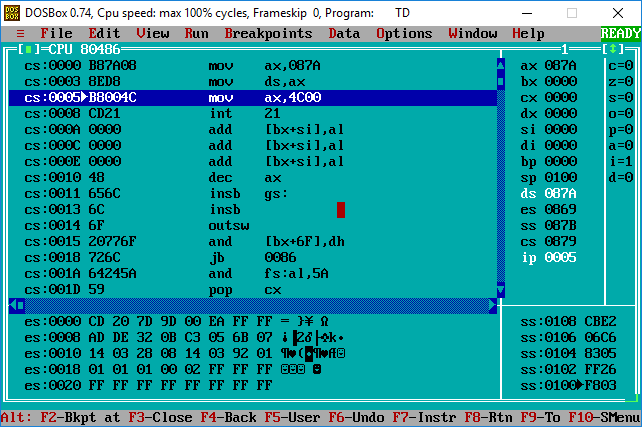 DOSBox 0.74, Cpu speed: max 100% cycles, Frameskip 0, Program: TD
≡ File Edit View Run Breakpoints Data Options Window Help READY
[■]=CPU 80486 1 [↕]
cs:0000 B87A08 mov ax,087A ax 087A c=0
cs:0003 8ED8 mov ds,ax bx 0000 z=0
cs:0005►B8004C mov ax,4C00 cx 0000 s=0
cs:0008 CD21 int 21 dx 0000 o=0
cs:000A 0000 add [bx+si],al si 0000 p=0
cs:000C 0000 add [bx+si],al di 0000 a=0
cs:000E 0000 add [bx+si],al bp 0000 i=1
cs:0010 48 dec ax sp 0100 d=0
cs:0011 656C insb gs: ds 087A
cs:0013 6C insb es 0869
cs:0014 6F outsw ss 087B
cs:0015 20776F and [bx+6F],dh cs 0879
cs:0018 726C jb 0086 ip 0005
cs:001A 64245A and fs:al,5A
cs:001D 59 pop cx
es:0000 CD 20 7D 9D 00 EA FF FF = }¥ Ω ss:0108 CBE2
es:0008 AD DE 32 0B C3 05 6B 07 ss:0106 06C6
es:0010 14 03 28 08 14 03 92 01 ss:0104 8305
es:0018 01 01 01 00 02 FF FF FF ☺☺☺ ☻ ss:0102 FF26
es:0020 FF FF FF FF FF FF FF FF ss:0100►F803
Alt: F2-Bkpt at F3-Close F4-Back F5-User F6-Undo F7-Instr F8-Rtn F9-To F10-SMenu